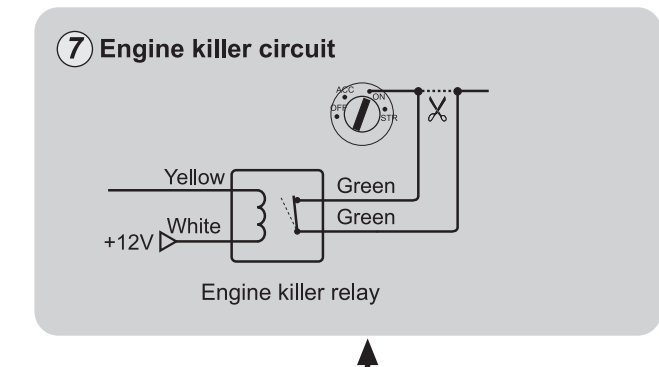 7 Engine killer circuit
ACC
ON
OFF
STR
Yellow
Green
White
Green
+12V
Engine killer relay